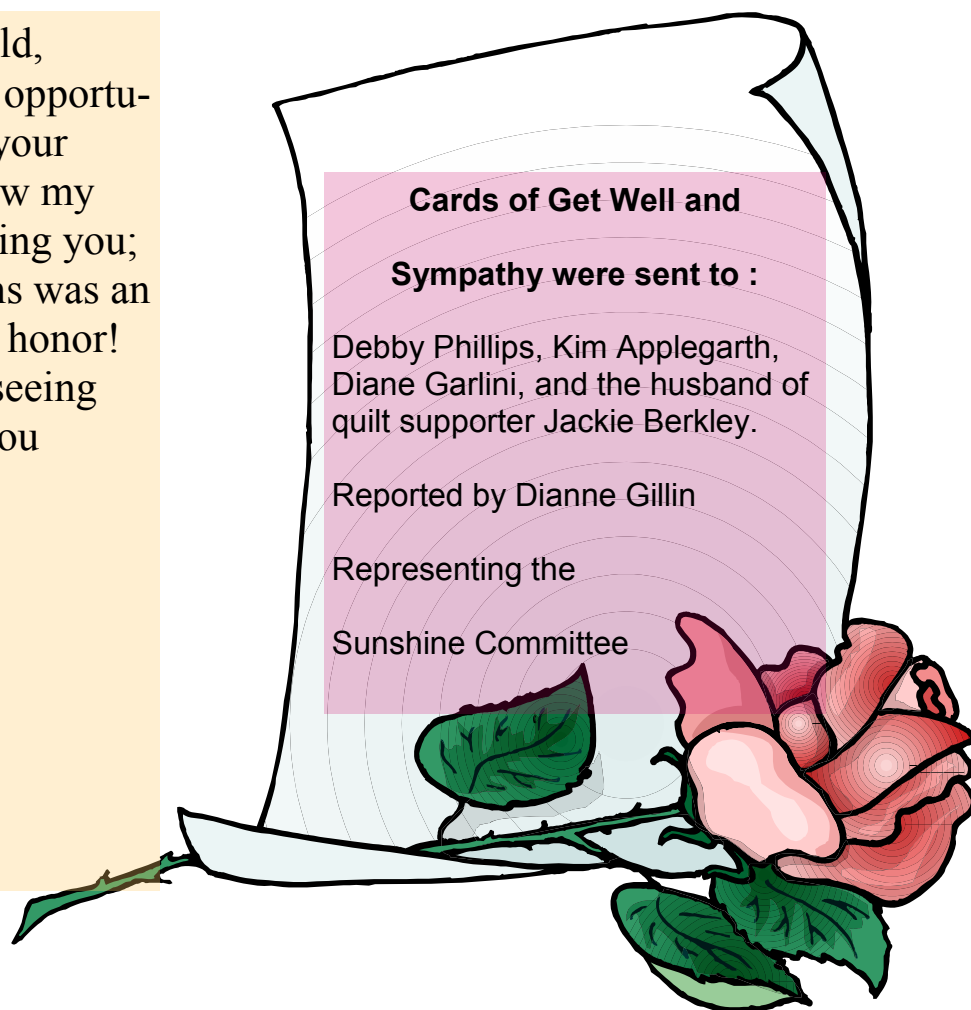 ld,
opportu-
your
w my
ing you;
ns was an
honor!
seeing
ou
Cards of Get Well and
Sympathy were sent to :
Debby Phillips, Kim Applegarth,
Diane Garlini, and the husband of
quilt supporter Jackie Berkley.
Reported by Dianne Gillin
Representing the
Sunshine Committee